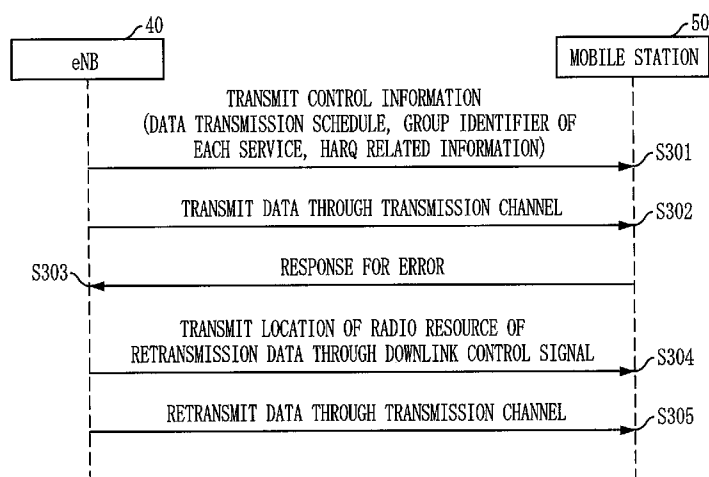 40
50
eNB
MOBILE STATION
TRANSMIT CONTROL INFORMATION
(DATA TRANSMISSION SCHEDULE, GROUP IDENTIFIER OF
EACH SERVICE, HARQ RELATED INFORMATION)
S301
TRANSMIT DATA THROUGH TRANSMISSION CHANNEL
S302
S303
RESPONSE FOR ERROR
TRANSMIT LOCATION OF RADIO RESOURCE OF
RETRANSMISSION DATA THROUGH DOWNLINK CONTROL SIGNAL
S304
RETRANSMIT DATA THROUGH TRANSMISSION CHANNEL
S305